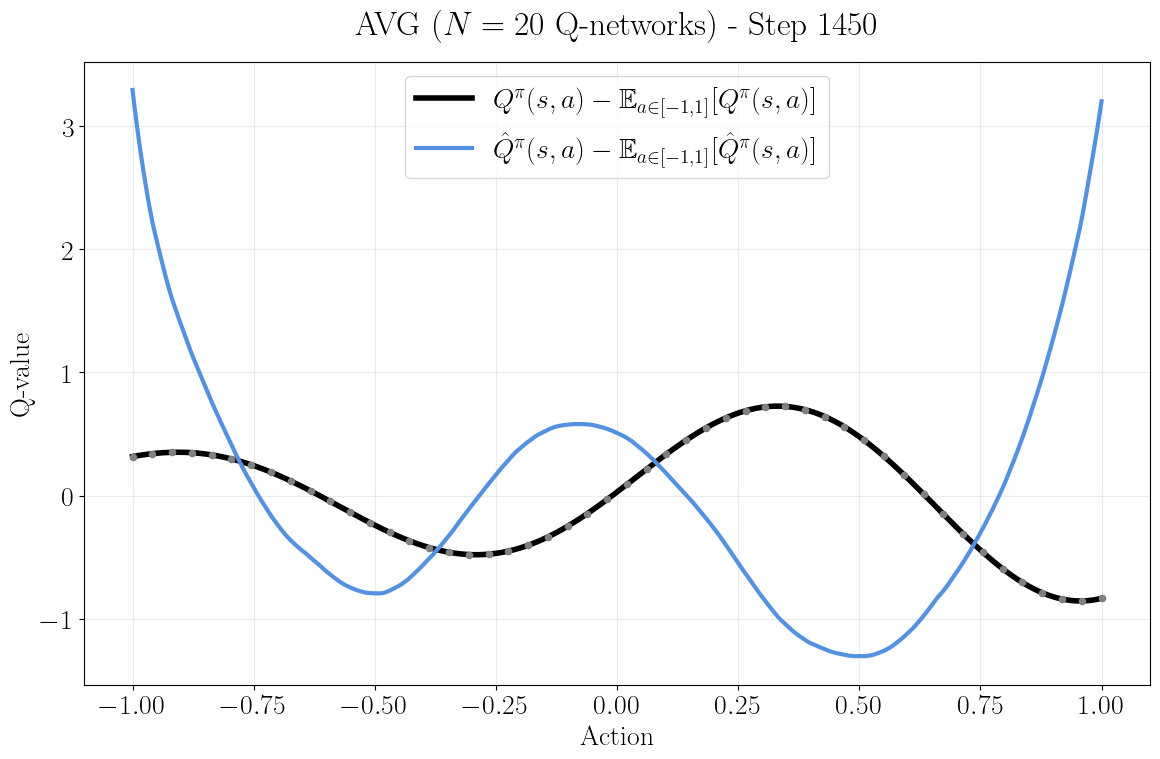 AVG (N = 20 Q-networks) - Step 1450
Q^π(s, a) − 𝔼_{a∈[−1,1]}[Q^π(s, a)]
Q̂^π(s, a) − 𝔼_{a∈[−1,1]}[Q̂^π(s, a)]
Q-value
3
2
1
0
−1
−1.00 −0.75 −0.50 −0.25 0.00 0.25 0.50 0.75 1.00
Action